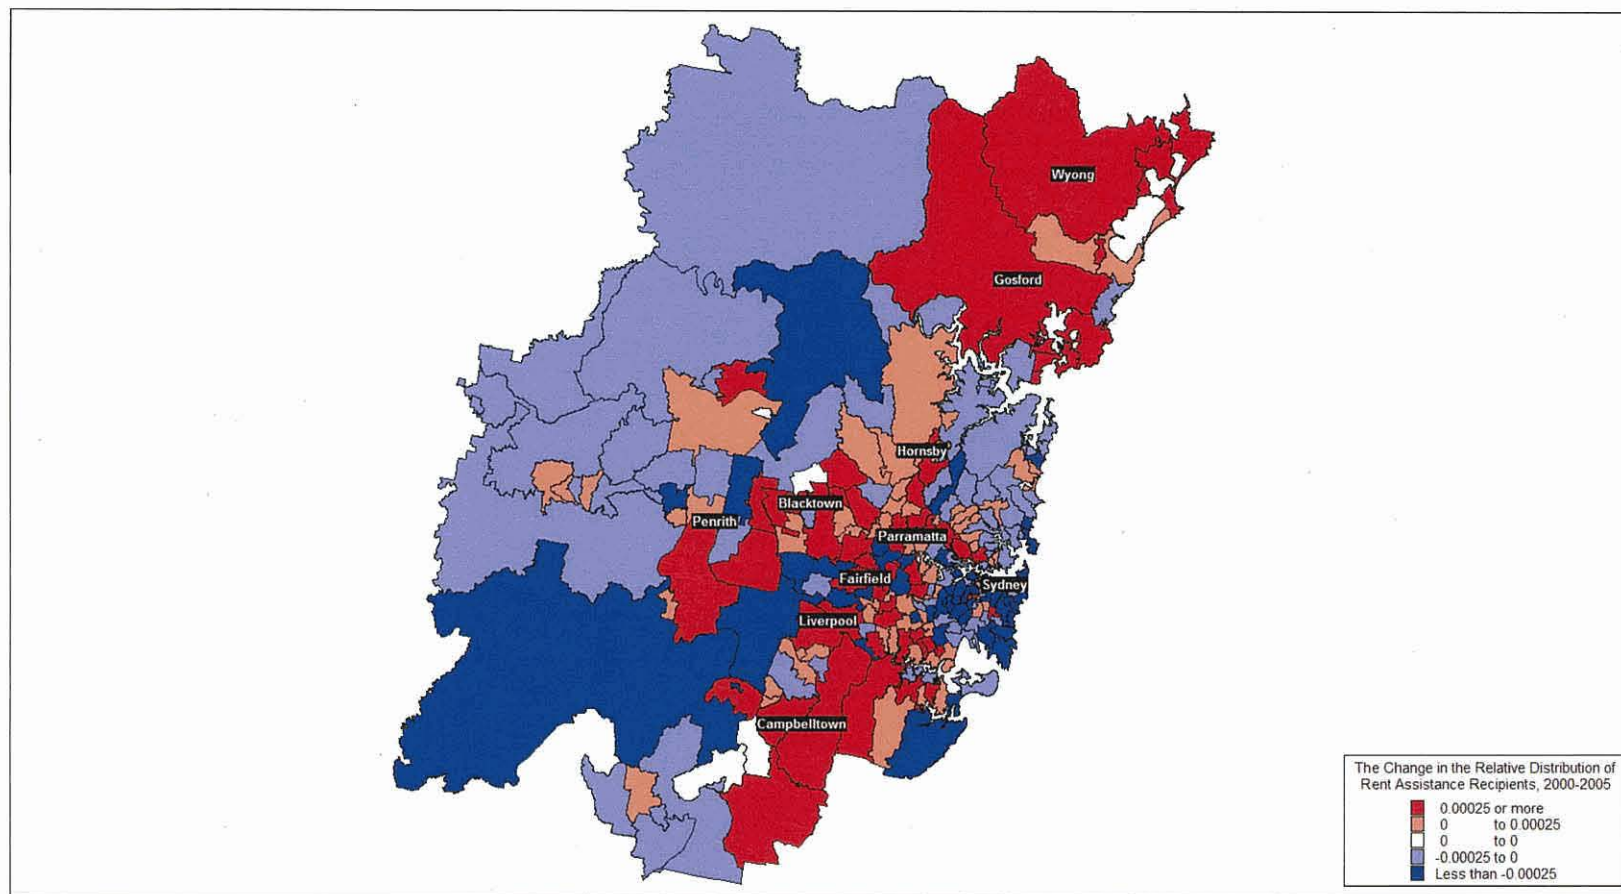 Wyong
Gosford
Hornsby
Blacktown
Penrith
Parramatta
Fairfield
Sydney
Liverpool
Campbelltown
The Change in the Relative Distribution of
Rent Assistance Recipients, 2000-2005
0.00025 or more
0 to 0.00025
0 to 0
-0.00025 to 0
Less than -0.00025